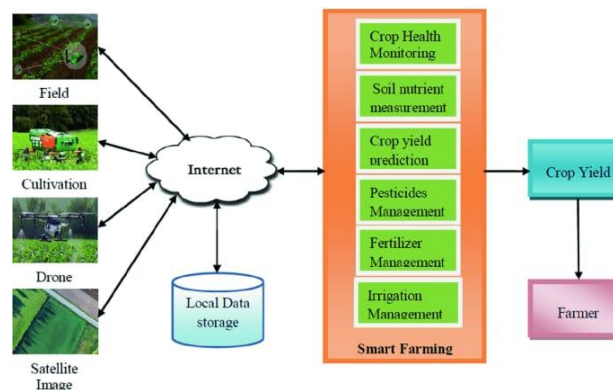 Field
Cultivation
Drone
Satellite
Image
Internet
Local Data
storage
Crop Health
Monitoring
Soil nutrient
measurement
Crop yield
prediction
Pesticides
Management
Fertilizer
Management
Irrigation
Management
Smart Farming
Crop Yield
Farmer